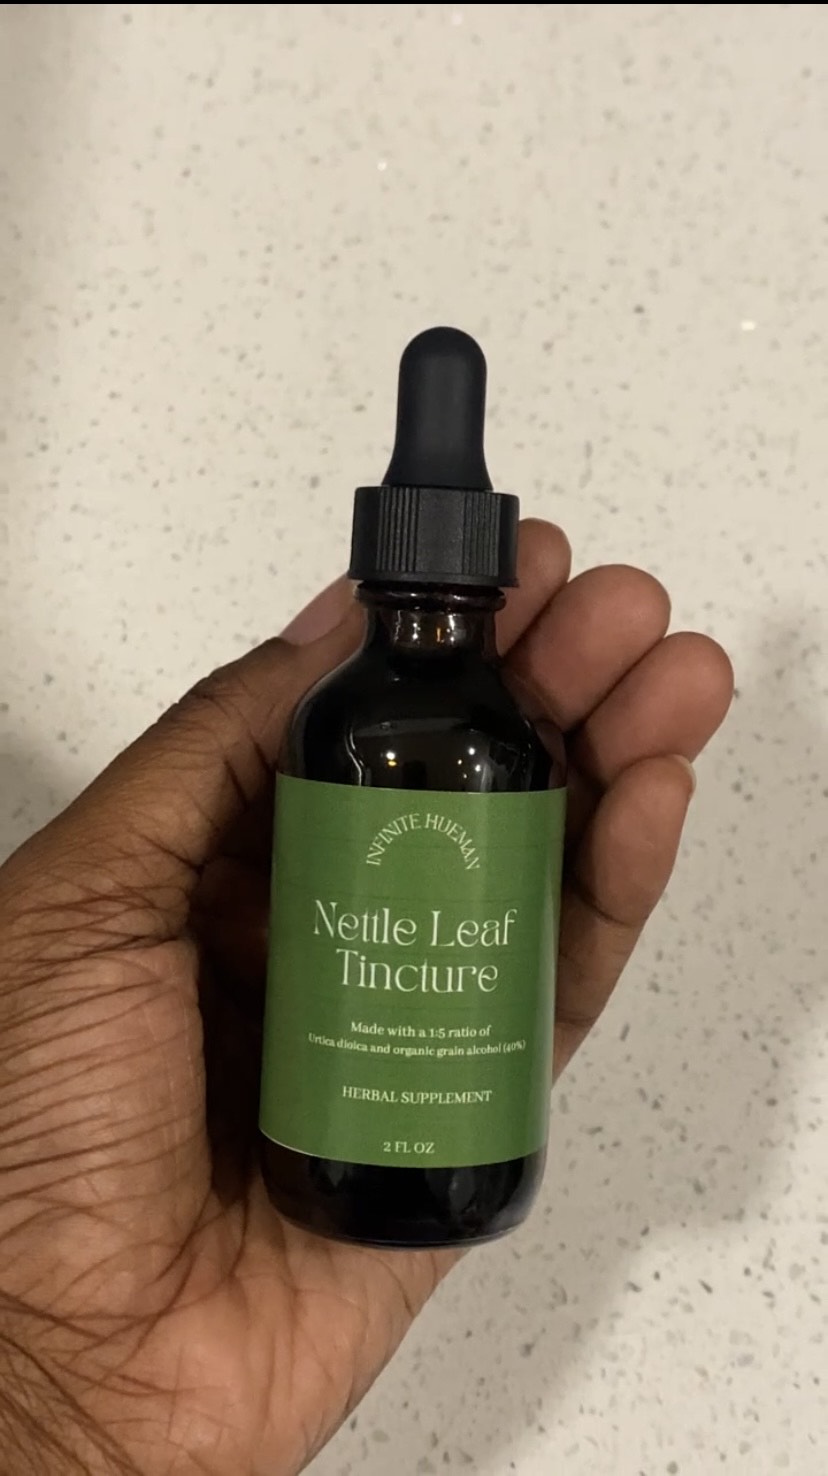 INFINITE HUEMAN
Nettle Leaf
Tincture
Made with a 1:5 ratio of
Urtica dioica and organic grain alcohol (40%)
HERBAL SUPPLEMENT
2 FL OZ